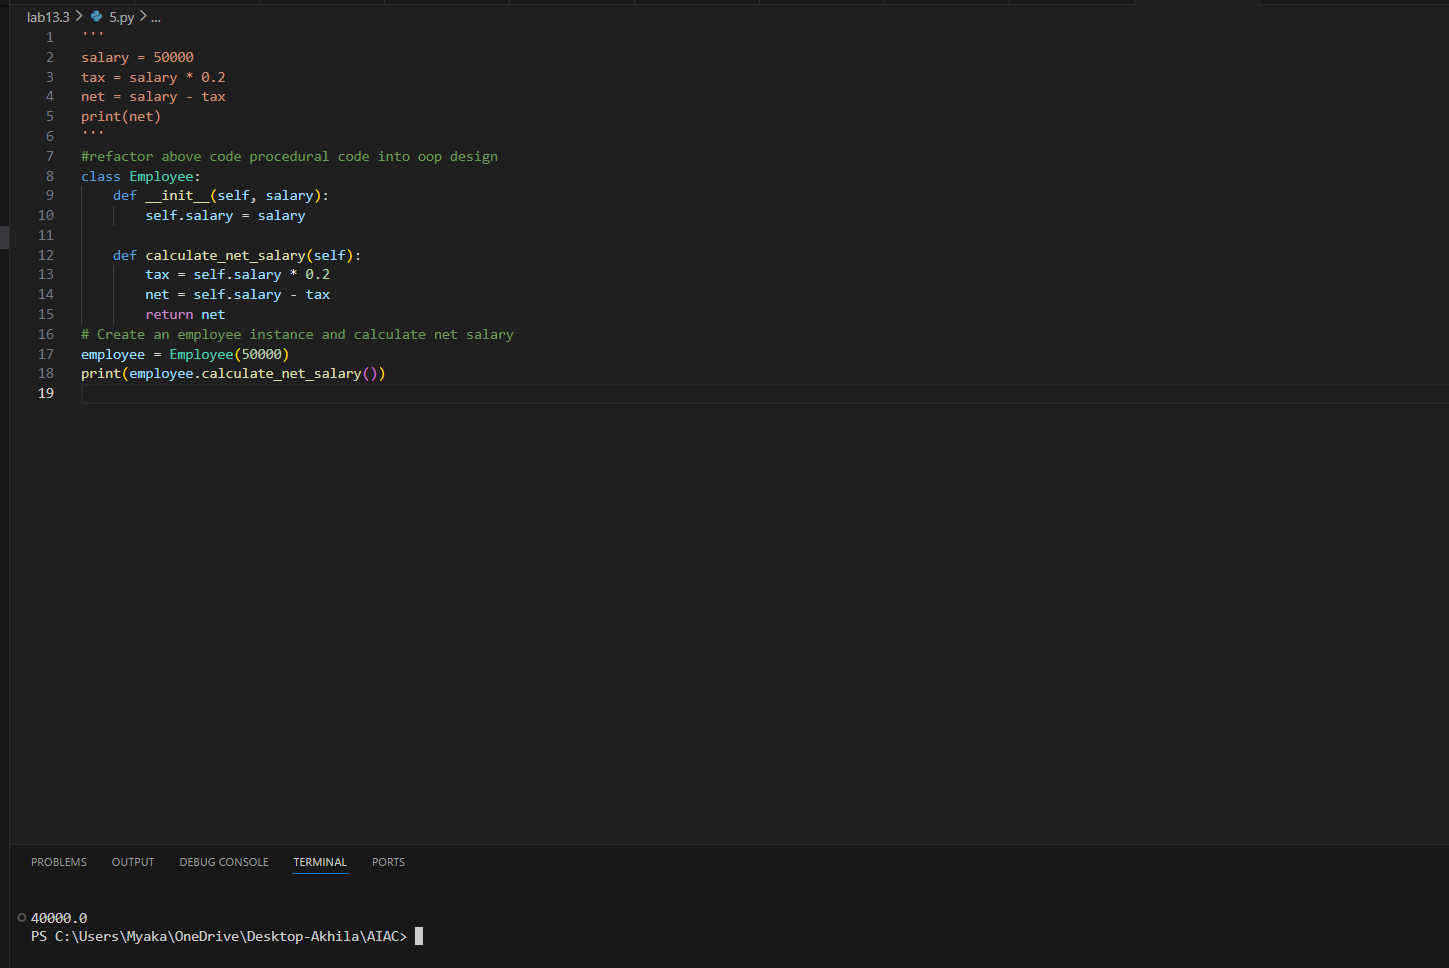 lab13.3 > 5.py > ...
1 '''
2 salary = 50000
3 tax = salary * 0.2
4 net = salary - tax
5 print(net)
6 '''
7 #refactor above code procedural code into oop design
8 class Employee:
9     def __init__(self, salary):
10         self.salary = salary
11
12     def calculate_net_salary(self):
13         tax = self.salary * 0.2
14         net = self.salary - tax
15         return net
16 # Create an employee instance and calculate net salary
17 employee = Employee(50000)
18 print(employee.calculate_net_salary())
19
PROBLEMS OUTPUT DEBUG CONSOLE TERMINAL PORTS
40000.0
PS C:\Users\Myaka\OneDrive\Desktop-Akhila\AIAC>